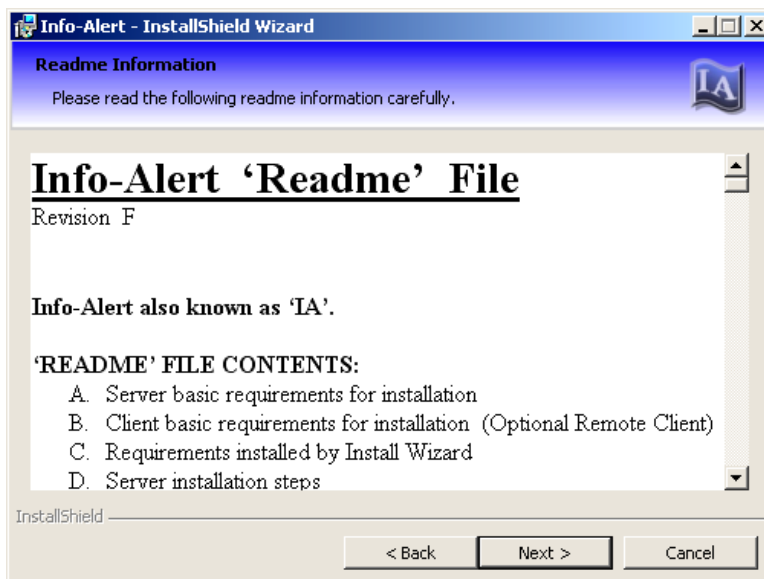 Info-Alert - InstallShield Wizard
Readme Information
Please read the following readme information carefully.
IA
Info-Alert ‘Readme’ File
Revision F
Info-Alert also known as ‘IA’.
‘README’ FILE CONTENTS:
A. Server basic requirements for installation
B. Client basic requirements for installation (Optional Remote Client)
C. Requirements installed by Install Wizard
D. Server installation steps
InstallShield
< Back Next > Cancel